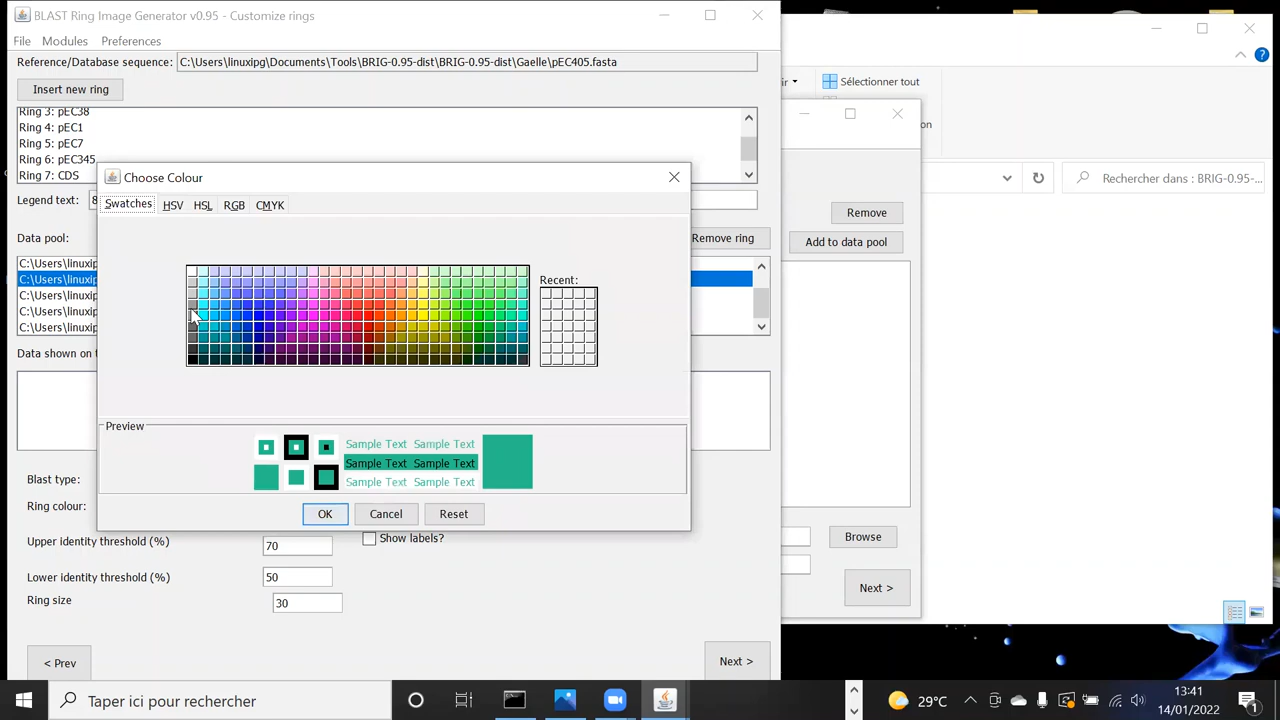 BLAST Ring Image Generator v0.95 - Customize rings
File Modules Preferences
Reference/Database sequence: C:\Users\linuxipg\Documents\Tools\BRIG-0.95-dist\BRIG-0.95-dist\Gaelle\pEC405.fasta
Insert new ring
Ring 3: pEC38
Ring 4: pEC1
Ring 5: pEC7
Ring 6: pEC345
Ring 7: CDS
Legend text: 8
Data pool:
Remove ring
C:\Users\linuxip
C:\Users\linuxip
C:\Users\linuxip
C:\Users\linuxip
C:\Users\linuxip
Data shown on t
Blast type:
Ring colour:
Upper identity threshold (%) 70
Show labels?
Lower identity threshold (%) 50
Ring size 30
< Prev
Next >
Choose Colour
Swatches HSV HSL RGB CMYK
Recent:
Preview
Sample Text Sample Text
Sample Text Sample Text
Sample Text Sample Text
OK Cancel Reset
Sélectionner tout
Rechercher dans : BRIG-0.95-...
Remove
Add to data pool
Browse
Next >
Taper ici pour rechercher
29°C
13:41
14/01/2022
1